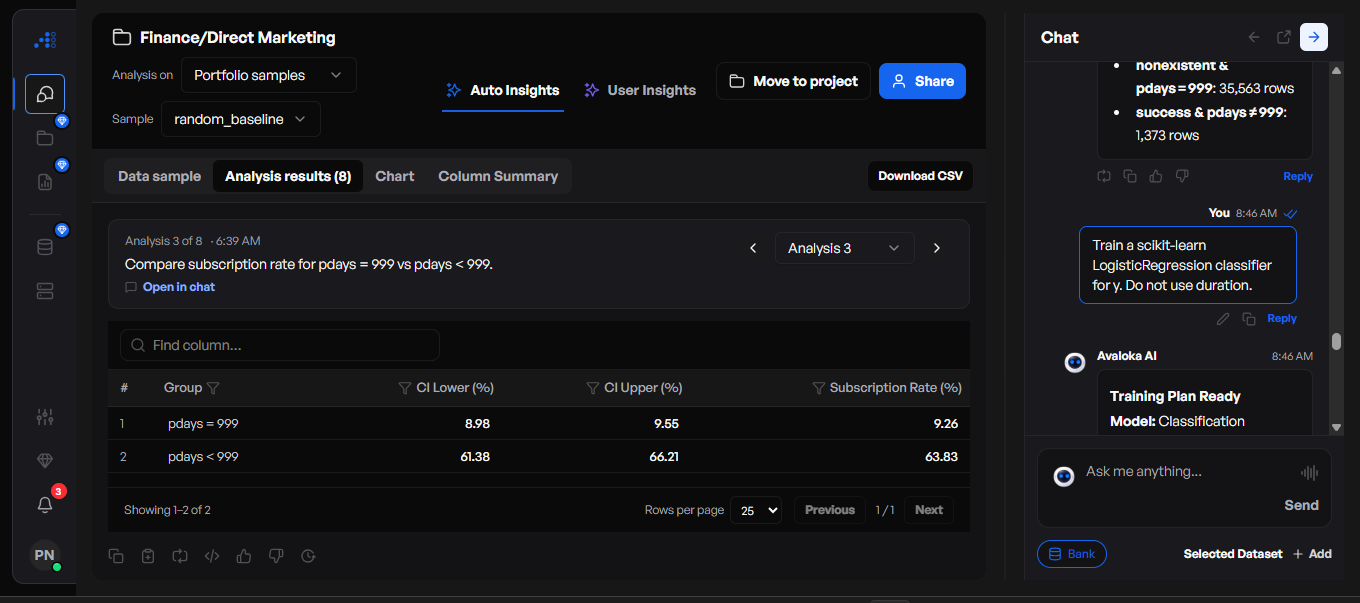 Finance/Direct Marketing
Analysis on Portfolio samples
Sample random_baseline
Auto Insights
User Insights
Move to project
Share
Data sample Analysis results (8) Chart Column Summary
Download CSV
Analysis 3 of 8 · 6:39 AM
Compare subscription rate for pdays = 999 vs pdays < 999.
Open in chat
Analysis 3
Find column...
# Group CI Lower (%) CI Upper (%) Subscription Rate (%)
1 pdays = 999 8.98 9.55 9.26
2 pdays < 999 61.38 66.21 63.83
Showing 1–2 of 2
Rows per page 25 Previous 1 / 1 Next
3
PN
Chat
• nonexistent &
pdays = 999: 35,563 rows
• success & pdays ≠ 999:
1,373 rows
Reply
You 8:46 AM
Train a scikit-learn
LogisticRegression classifier
for y. Do not use duration.
Reply
Avaloka AI 8:46 AM
Training Plan Ready
Model: Classification
Ask me anything...
Send
Bank
Selected Dataset + Add